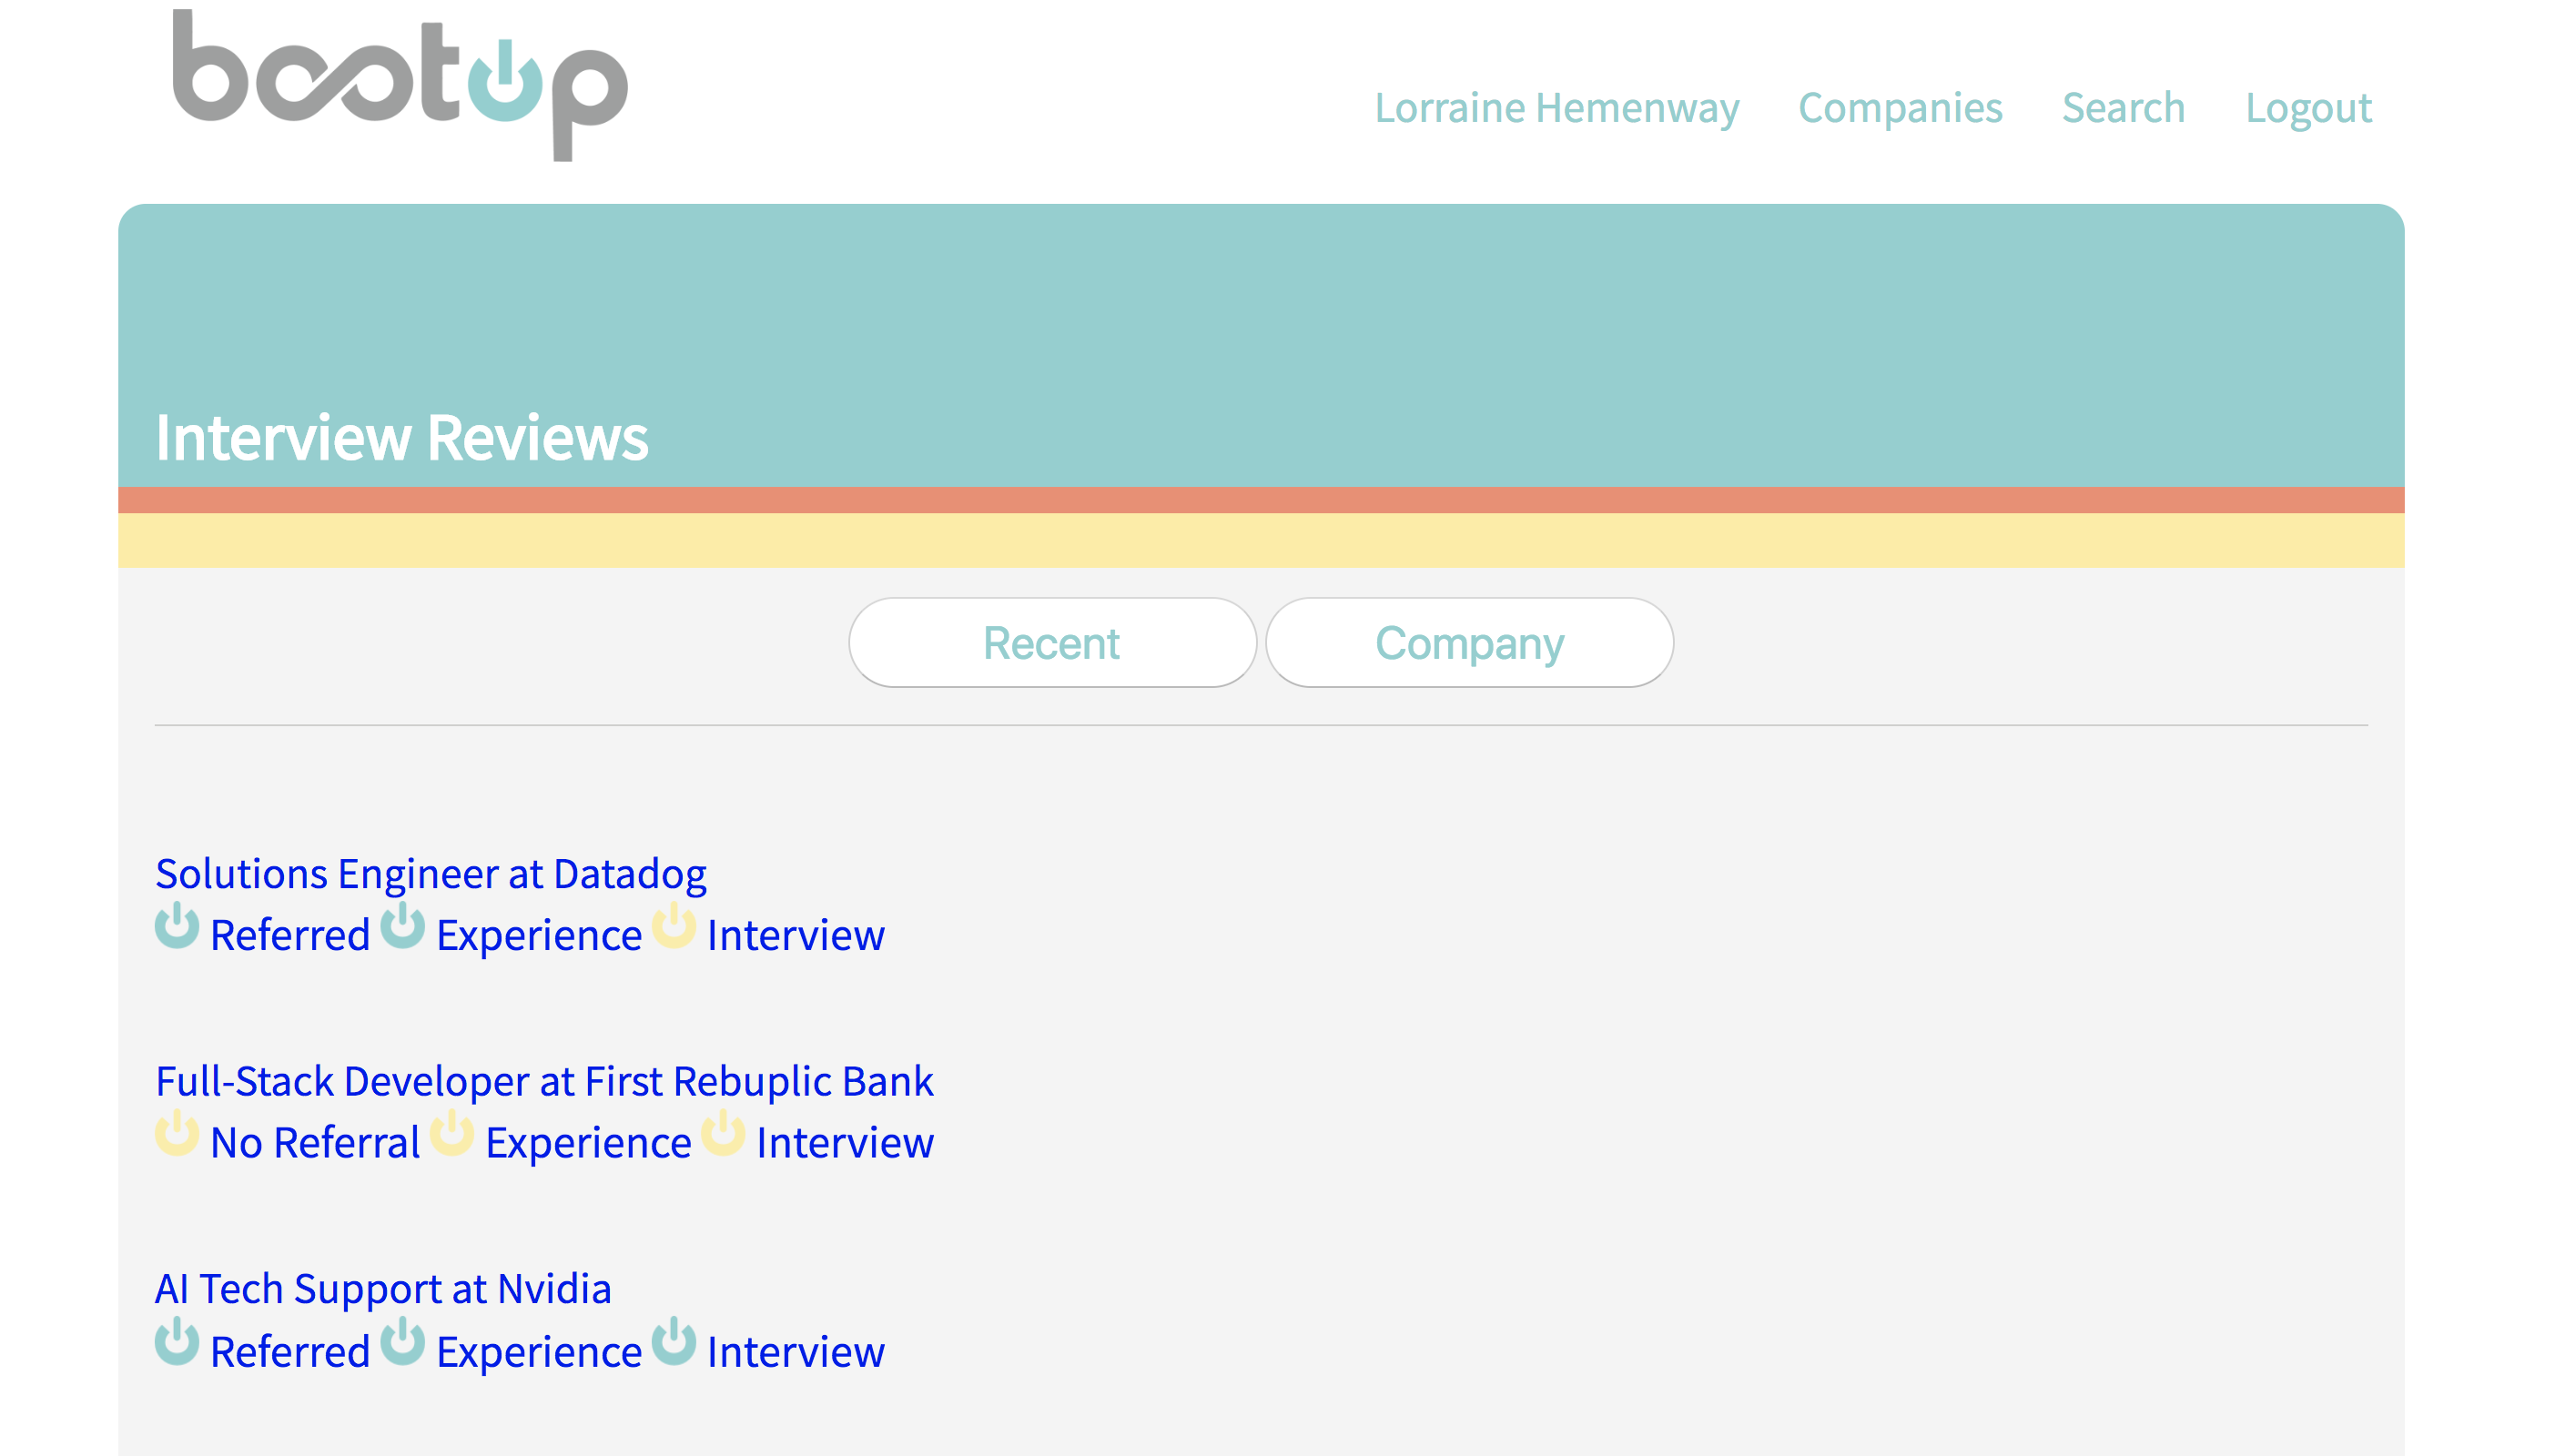 bootup
Lorraine Hemenway Companies Search Logout
Interview Reviews
Recent Company
Solutions Engineer at Datadog
Referred Experience Interview
Full-Stack Developer at First Rebuplic Bank
No Referral Experience Interview
AI Tech Support at Nvidia
Referred Experience Interview